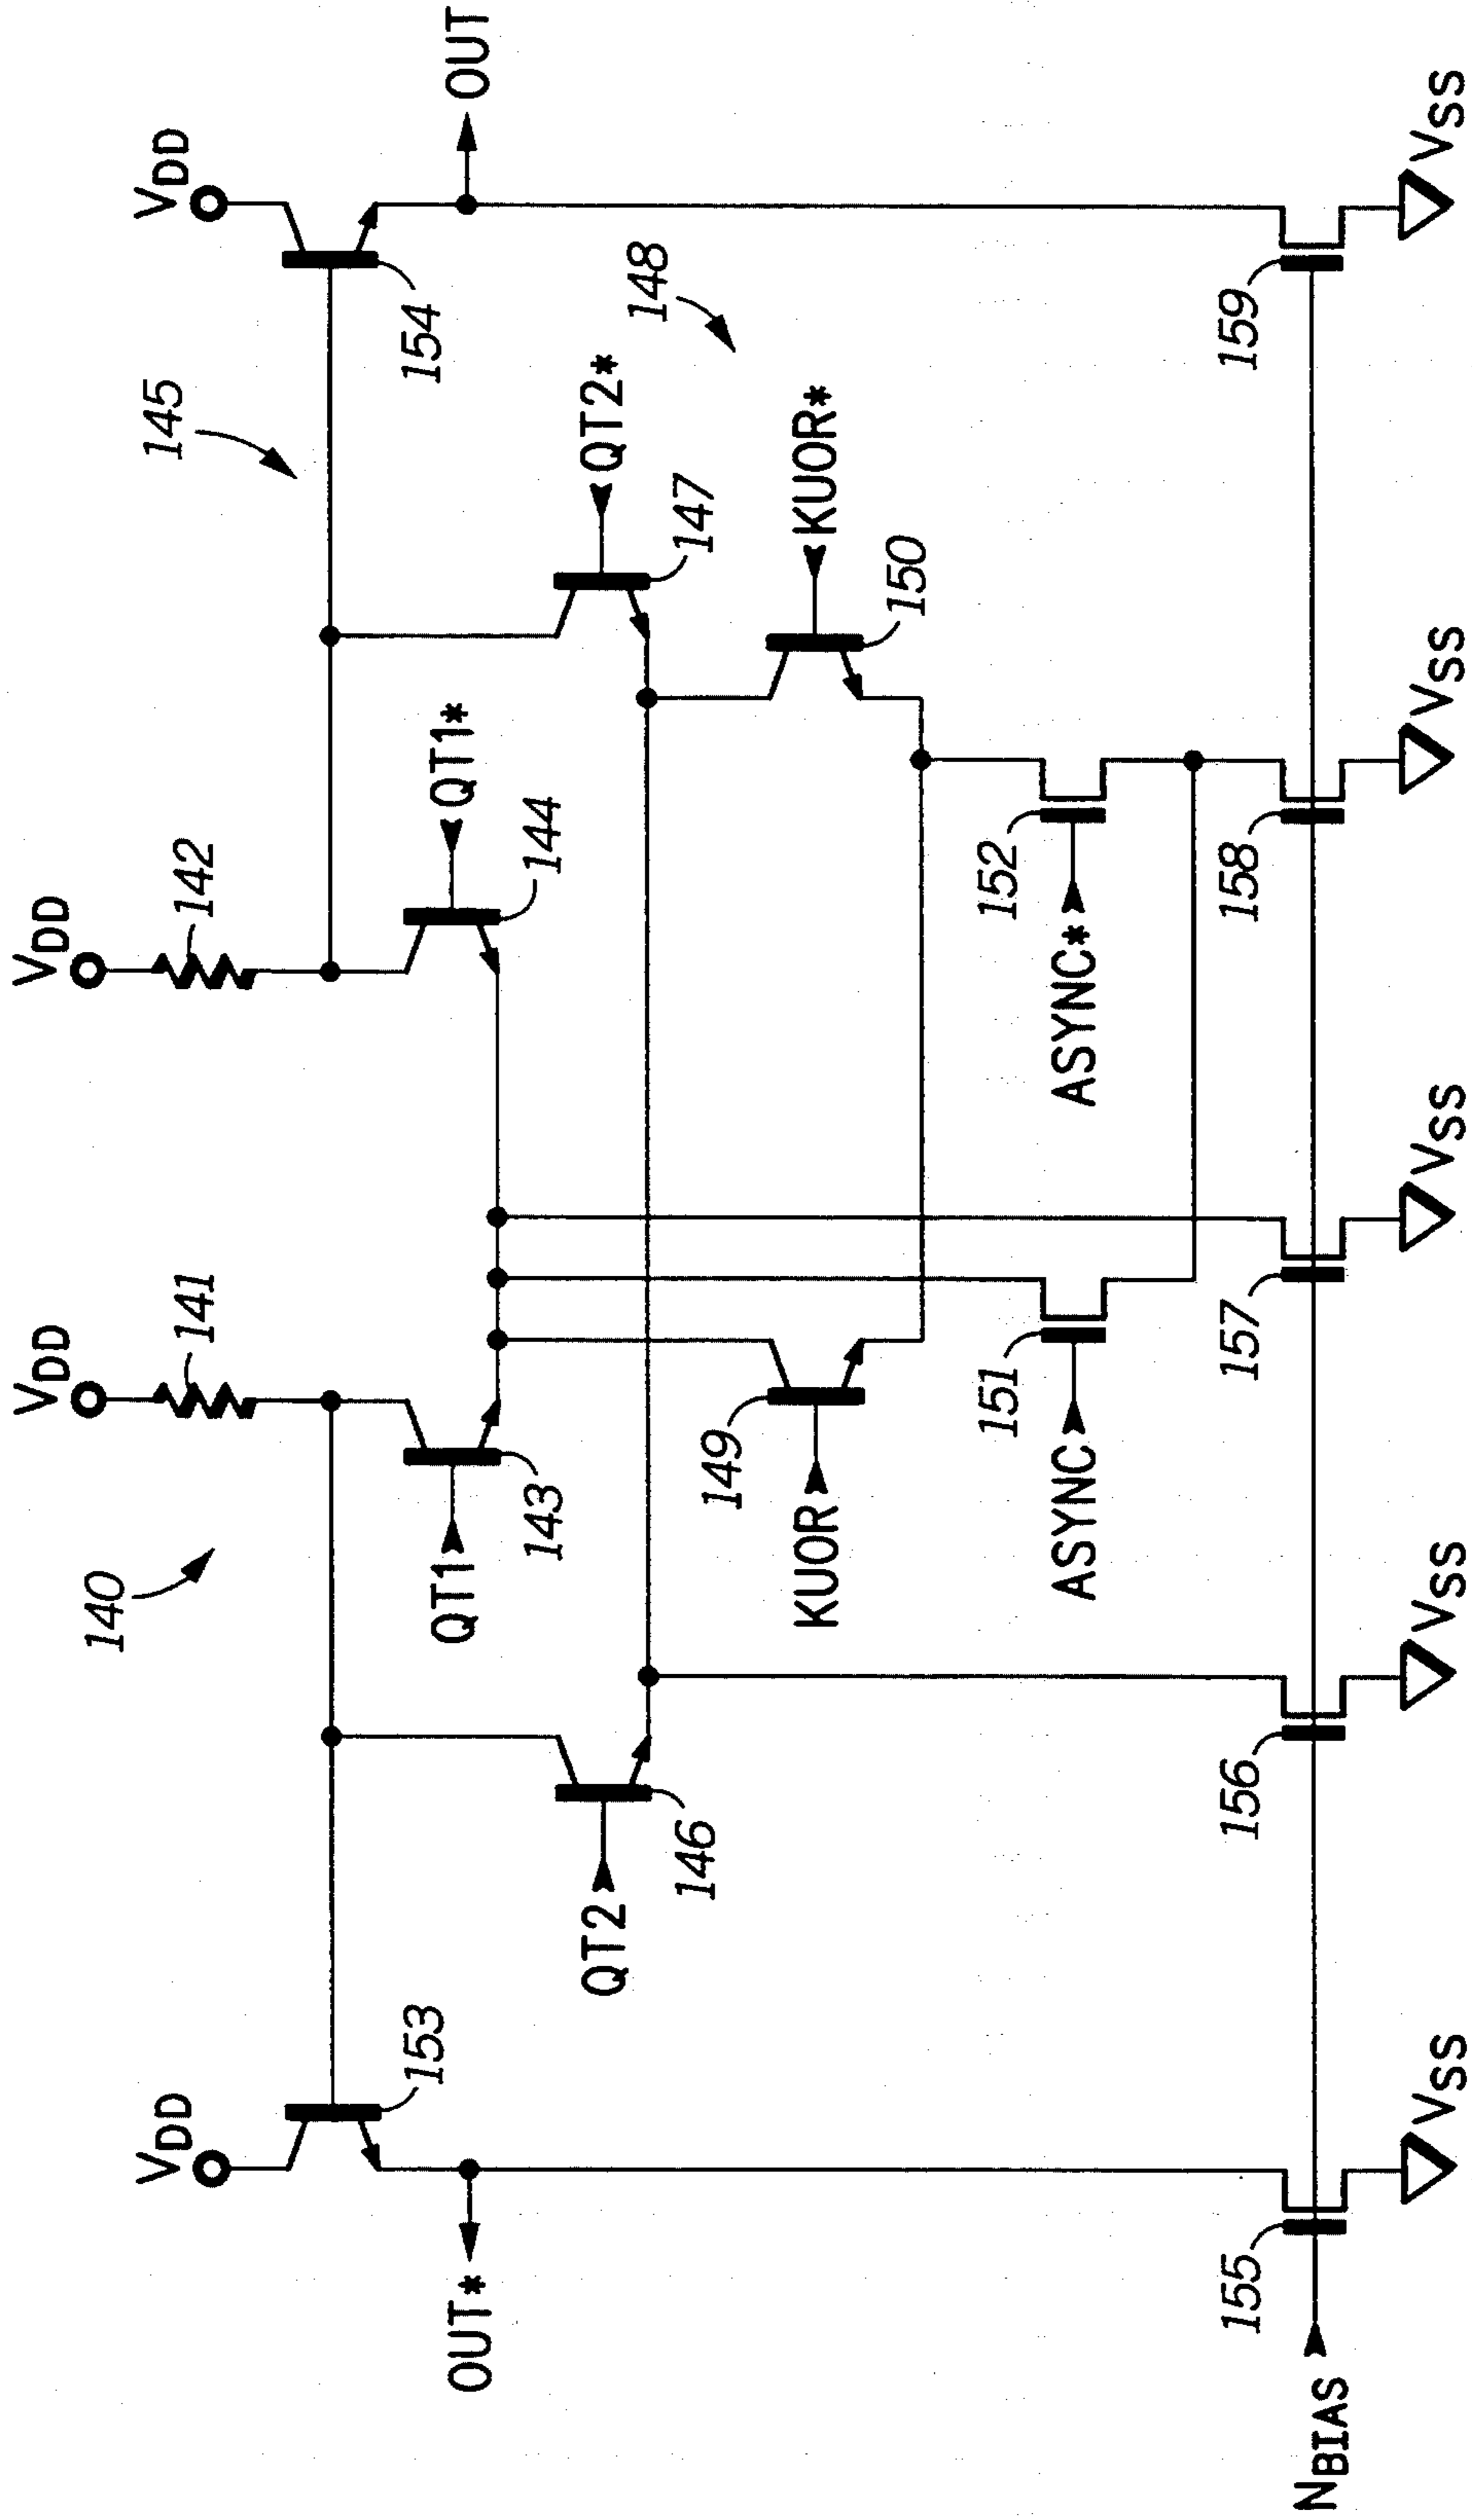 VDD
VDD
VDD
VDD
140
141
142
145
153
154
OUT*
OUT
QT1
143
QT1*
144
QT2
146
QT2*
147
148
KUOR
149
KUOR*
150
ASYNC
151
ASYNC*
152
NBIAS
155
156
157
158
159
VSS
VSS
VSS
VSS
VSS